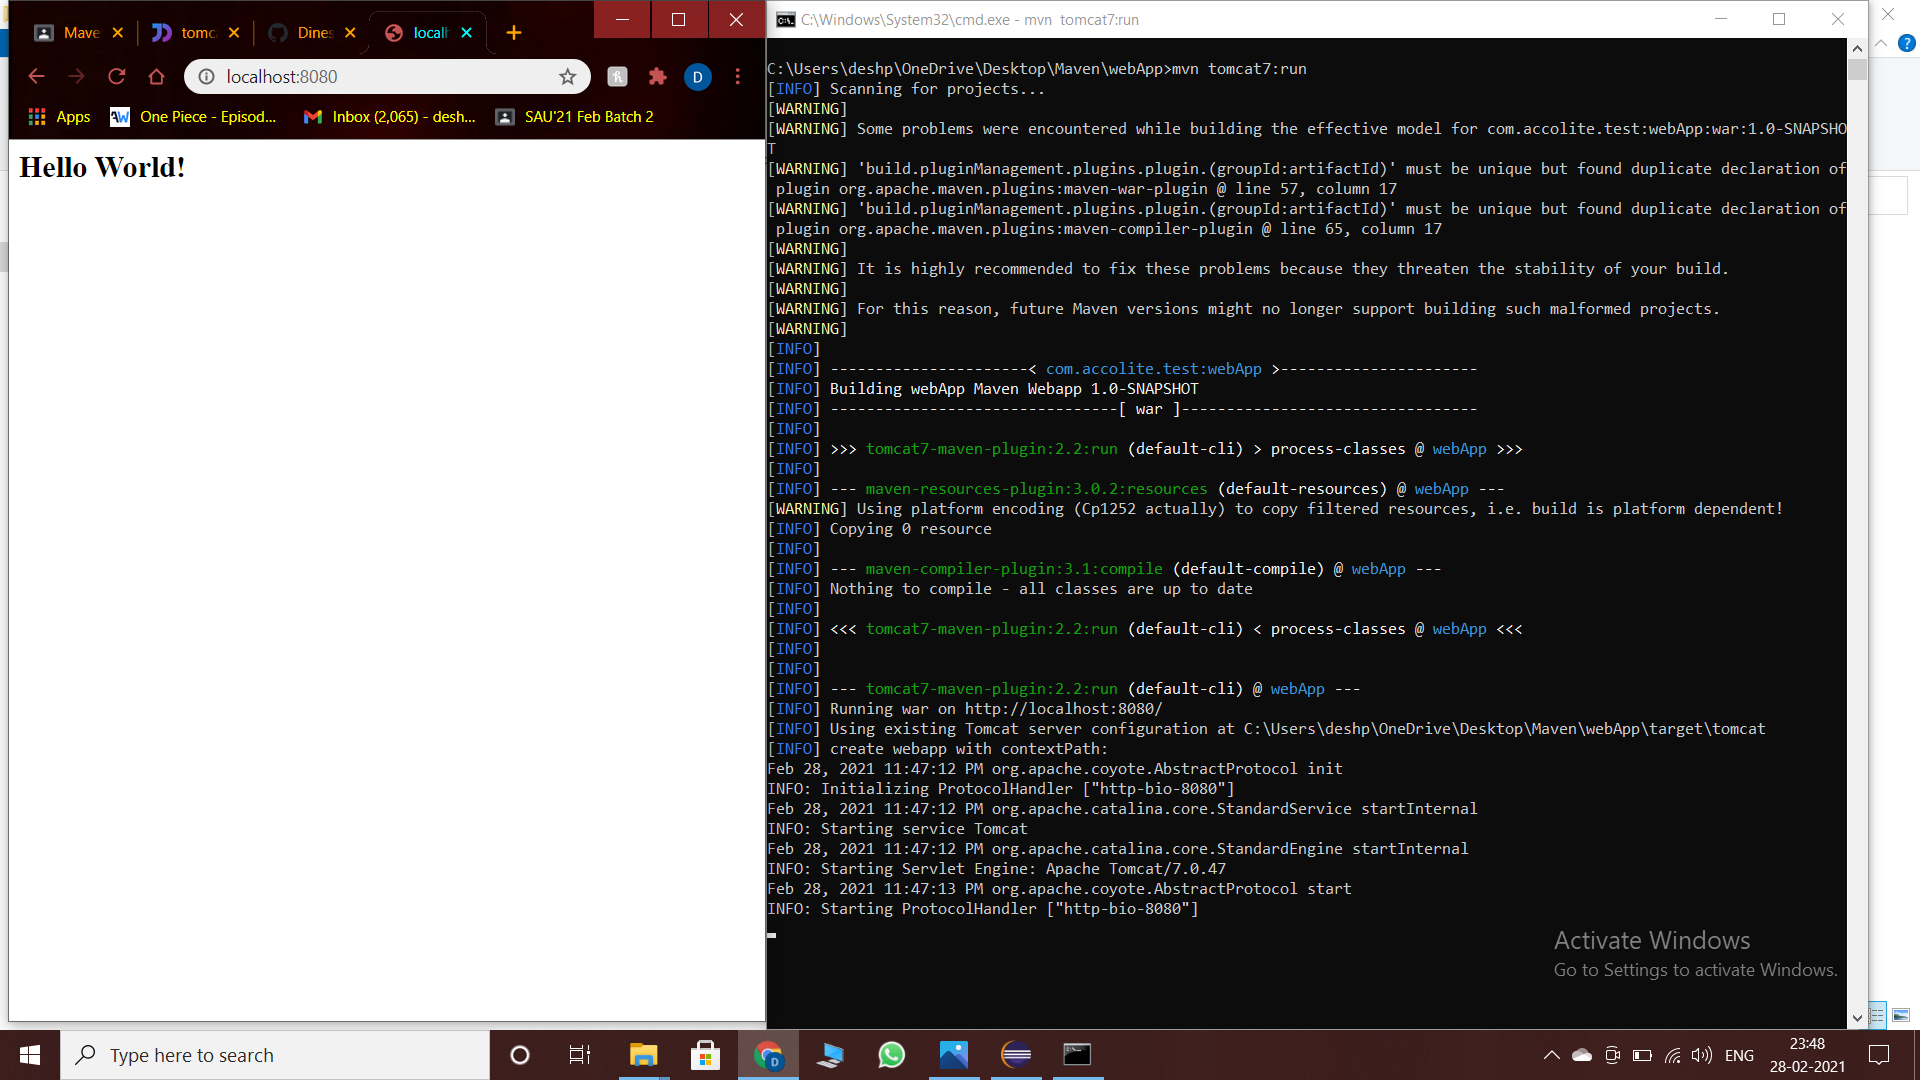 Mave
tomc
Dines
localh
localhost:8080
D
Apps
One Piece - Episod...
Inbox (2,065) - desh...
SAU'21 Feb Batch 2
Hello World!
C:\Windows\System32\cmd.exe - mvn  tomcat7:run
C:\Users\deshp\OneDrive\Desktop\Maven\webApp>mvn tomcat7:run
[INFO] Scanning for projects...
[WARNING]
[WARNING] Some problems were encountered while building the effective model for com.accolite.test:webApp:war:1.0-SNAPSHO
T
[WARNING] 'build.pluginManagement.plugins.plugin.(groupId:artifactId)' must be unique but found duplicate declaration of
 plugin org.apache.maven.plugins:maven-war-plugin @ line 57, column 17
[WARNING] 'build.pluginManagement.plugins.plugin.(groupId:artifactId)' must be unique but found duplicate declaration of
 plugin org.apache.maven.plugins:maven-compiler-plugin @ line 65, column 17
[WARNING]
[WARNING] It is highly recommended to fix these problems because they threaten the stability of your build.
[WARNING]
[WARNING] For this reason, future Maven versions might no longer support building such malformed projects.
[WARNING]
[INFO]
[INFO] ----------------------< com.accolite.test:webApp >----------------------
[INFO] Building webApp Maven Webapp 1.0-SNAPSHOT
[INFO] --------------------------------[ war ]---------------------------------
[INFO]
[INFO] >>> tomcat7-maven-plugin:2.2:run (default-cli) > process-classes @ webApp >>>
[INFO]
[INFO] --- maven-resources-plugin:3.0.2:resources (default-resources) @ webApp ---
[WARNING] Using platform encoding (Cp1252 actually) to copy filtered resources, i.e. build is platform dependent!
[INFO] Copying 0 resource
[INFO]
[INFO] --- maven-compiler-plugin:3.1:compile (default-compile) @ webApp ---
[INFO] Nothing to compile - all classes are up to date
[INFO]
[INFO] <<< tomcat7-maven-plugin:2.2:run (default-cli) < process-classes @ webApp <<<
[INFO]
[INFO]
[INFO] --- tomcat7-maven-plugin:2.2:run (default-cli) @ webApp ---
[INFO] Running war on http://localhost:8080/
[INFO] Using existing Tomcat server configuration at C:\Users\deshp\OneDrive\Desktop\Maven\webApp\target\tomcat
[INFO] create webapp with contextPath:
Feb 28, 2021 11:47:12 PM org.apache.coyote.AbstractProtocol init
INFO: Initializing ProtocolHandler ["http-bio-8080"]
Feb 28, 2021 11:47:12 PM org.apache.catalina.core.StandardService startInternal
INFO: Starting service Tomcat
Feb 28, 2021 11:47:12 PM org.apache.catalina.core.StandardEngine startInternal
INFO: Starting Servlet Engine: Apache Tomcat/7.0.47
Feb 28, 2021 11:47:13 PM org.apache.coyote.AbstractProtocol start
INFO: Starting ProtocolHandler ["http-bio-8080"]
Activate Windows
Go to Settings to activate Windows.
Type here to search
D
ENG
23:48
28-02-2021